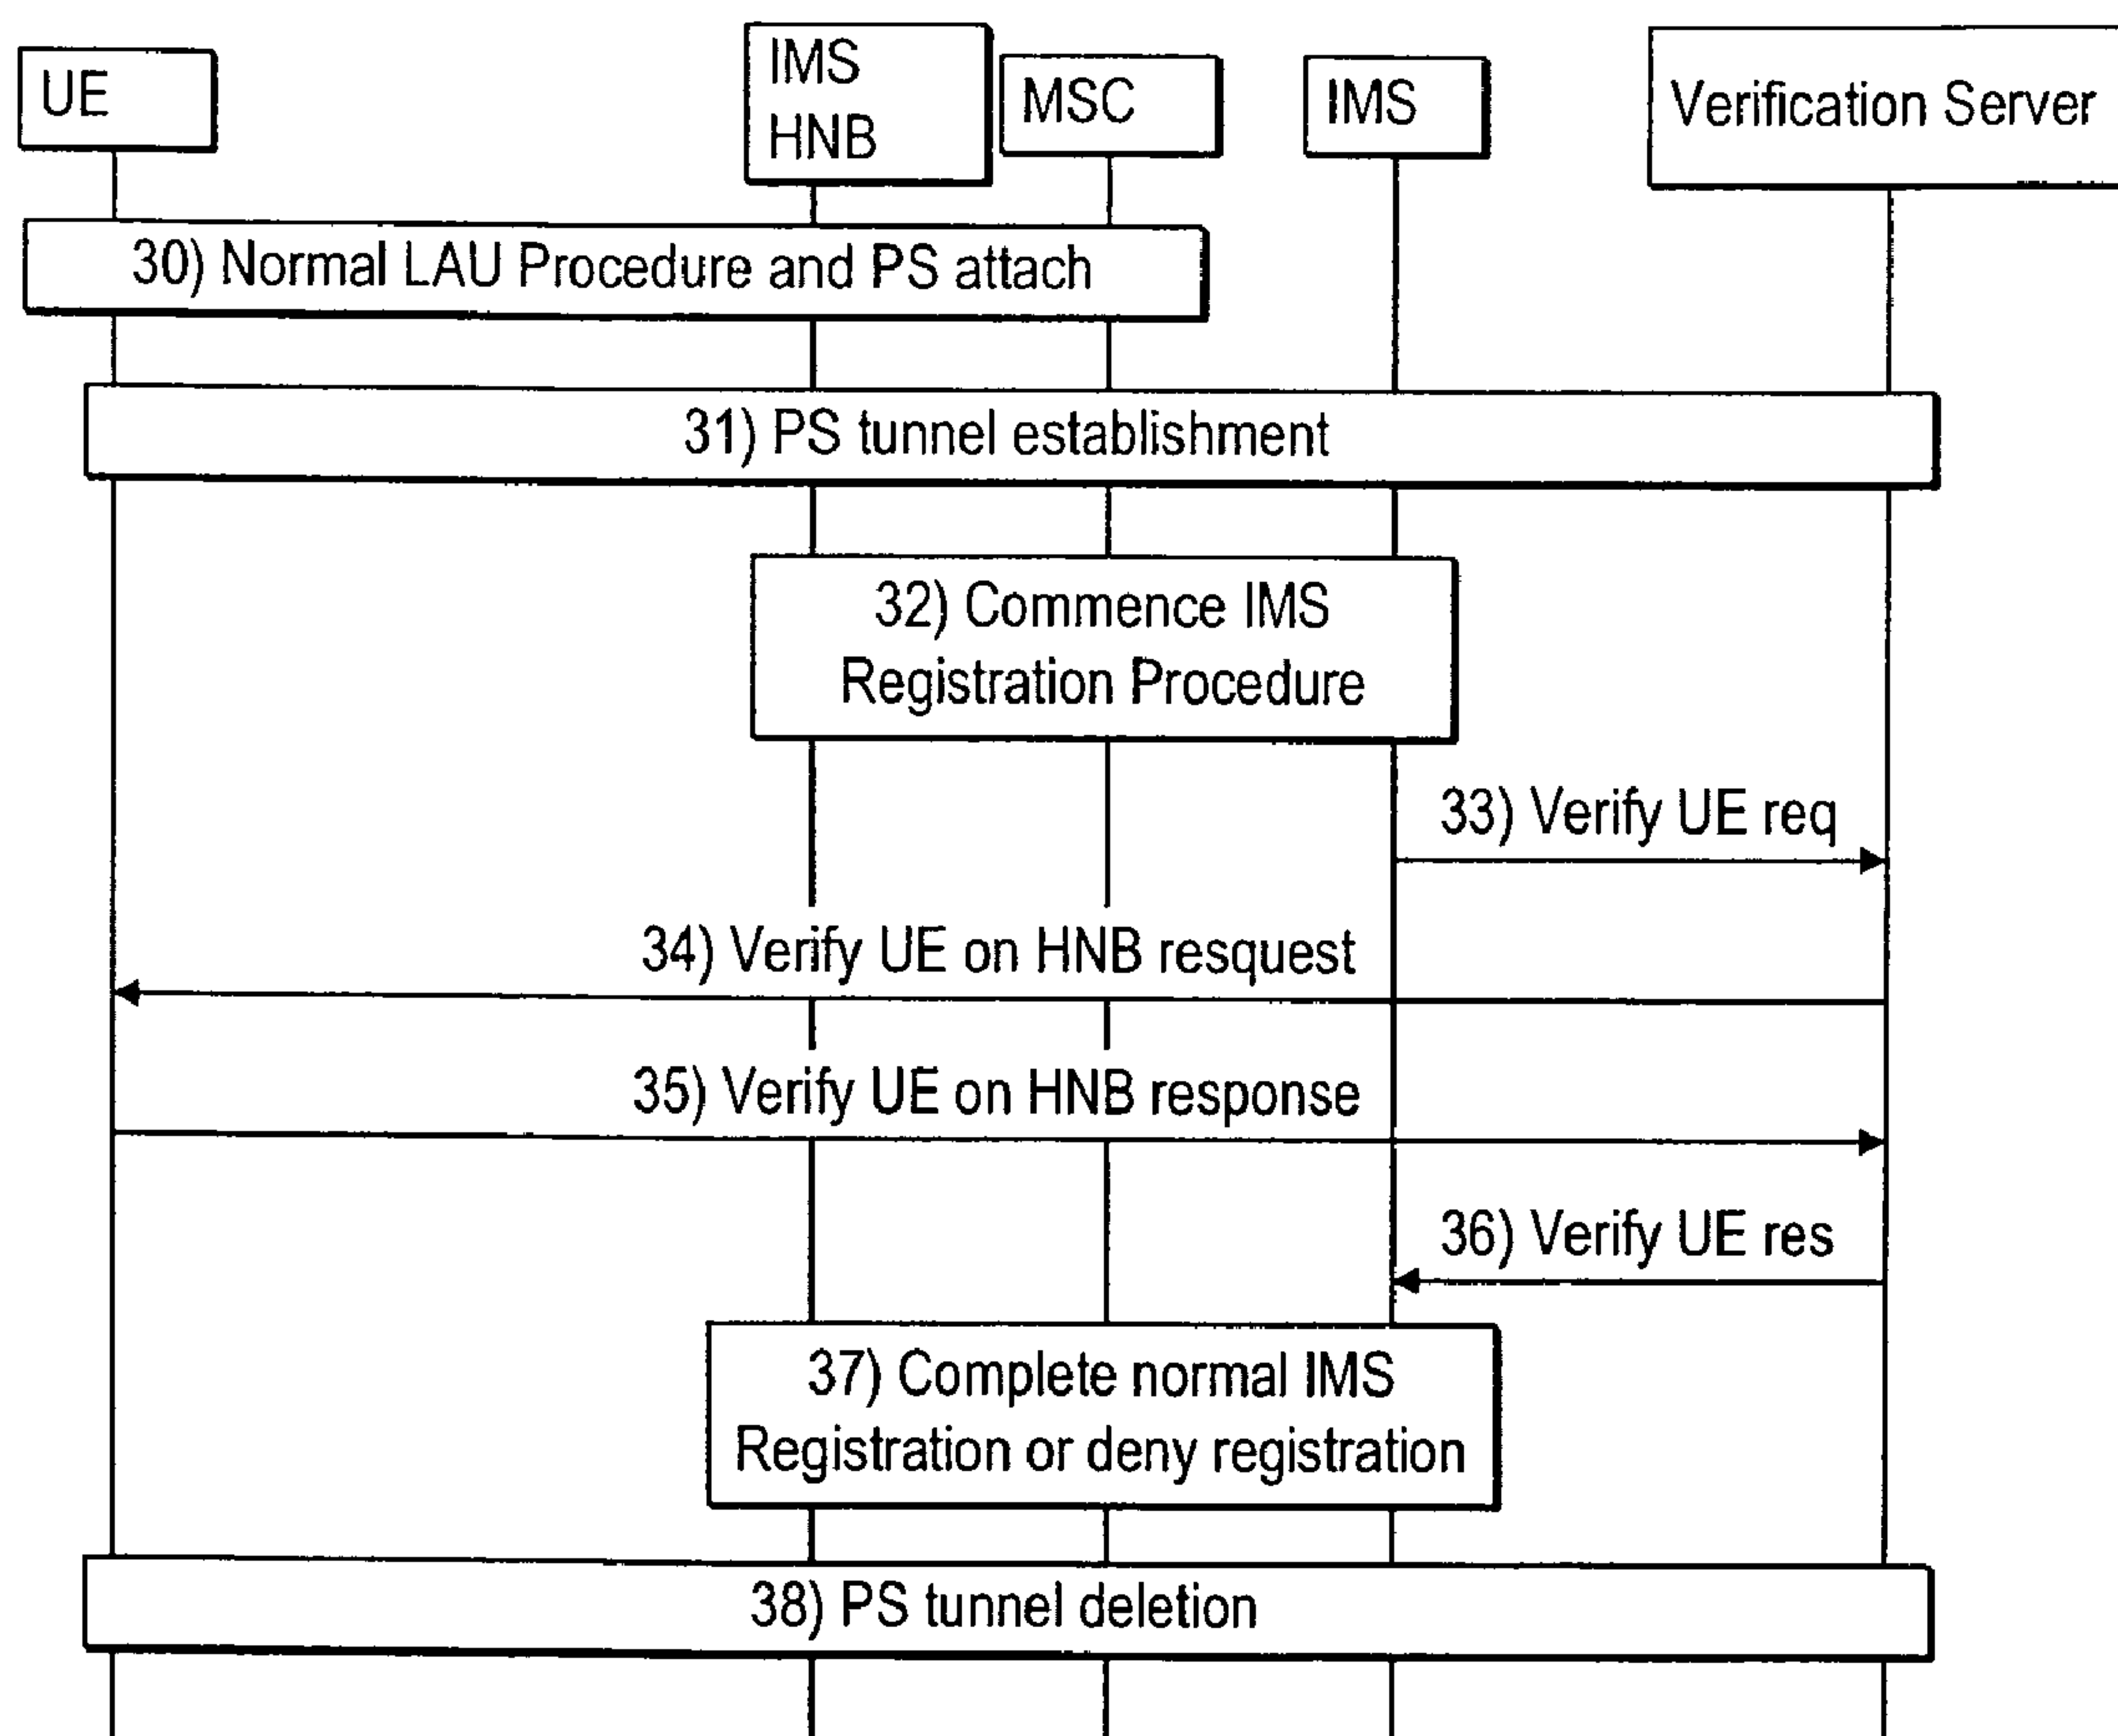 UE
IMS
HNB
MSC
IMS
Verification Server
30) Normal LAU Procedure and PS attach
31) PS tunnel establishment
32) Commence IMS
Registration Procedure
33) Verify UE req
34) Verify UE on HNB resquest
35) Verify UE on HNB response
36) Verify UE res
37) Complete normal IMS
Registration or deny registration
38) PS tunnel deletion